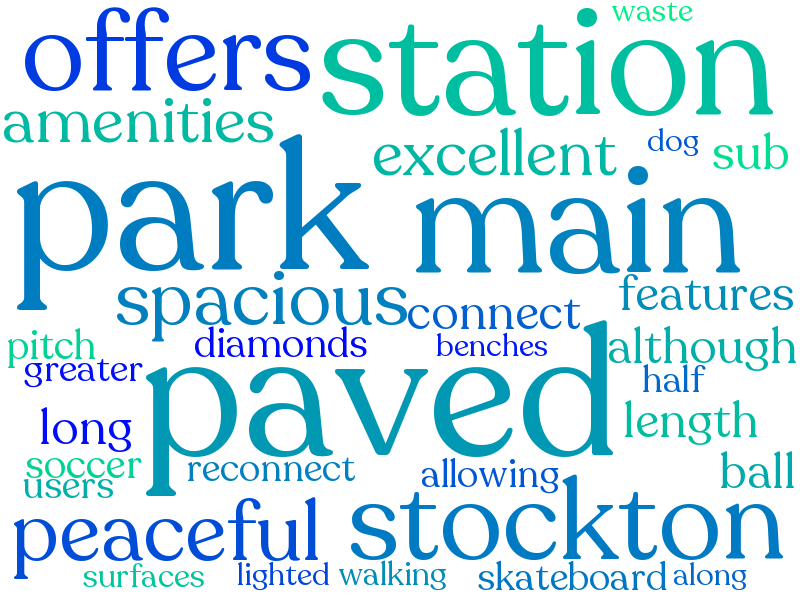 waste
offers station
amenities excellent dog sub
park main
spacious connect features
pitch diamonds benches although
greater paved half
long length
soccer reconnect allowing ball
users
peaceful stockton
surfaces lighted walking skateboard along